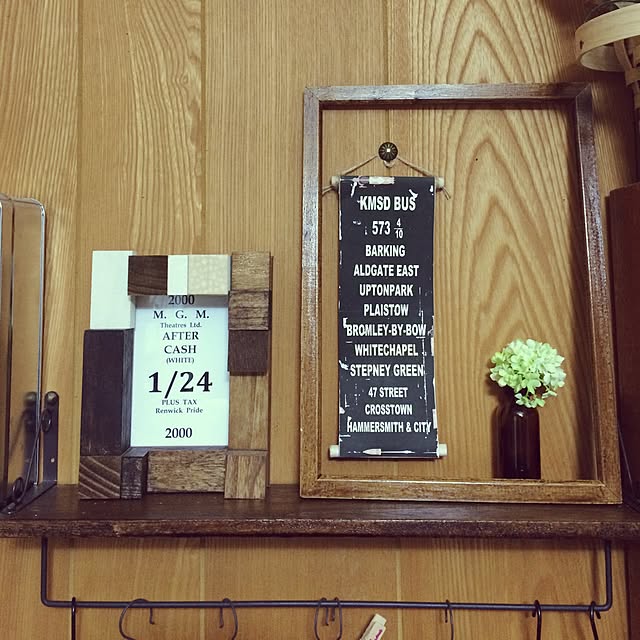 2000
M. G. M.
Theatres Ltd.
AFTER
CASH
(WHITE)
1/24
PLUS TAX
Renwick Pride
2000
KMSD BUS
573 4/10
BARKING
ALDGATE EAST
UPTONPARK
PLAISTOW
BROMLEY-BY-BOW
WHITECHAPEL
STEPNEY GREEN
47 STREET
CROSSTOWN
HAMMERSMITH & CITY